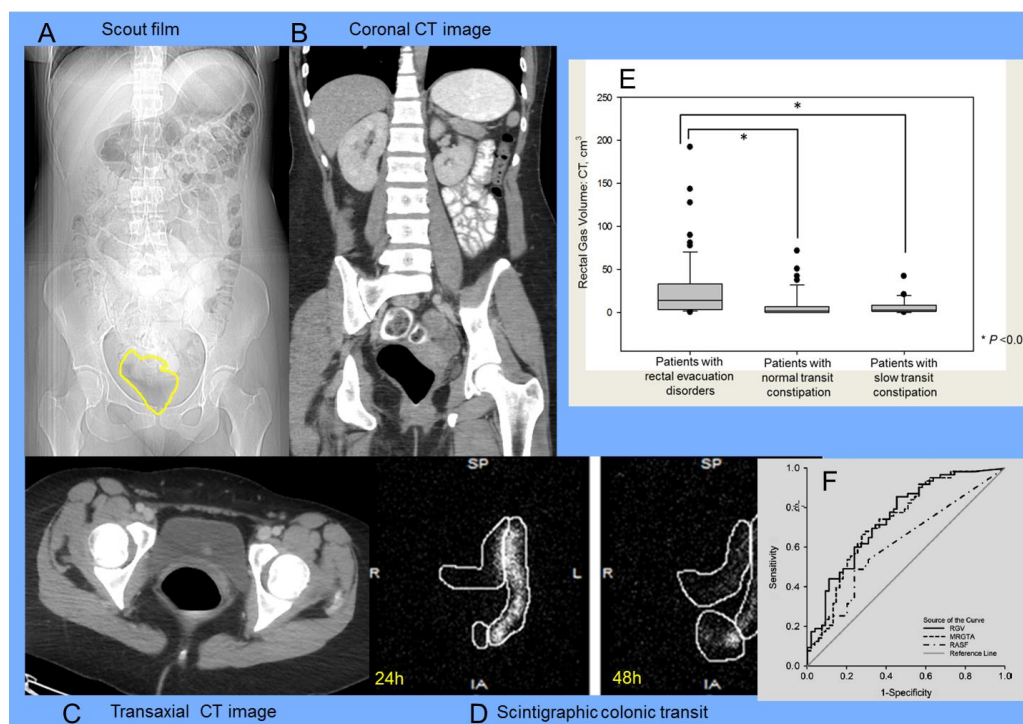 A Scout film
B Coronal CT image
E
250
200
150
100
50
0
Rectal Gas Volume: CT, cm³
*
*
* P <0.0
Patients with
rectal evacuation
disorders
Patients with
normal transit
constipation
Patients with
slow transit
constipation
SP
R
L
IA
24h
SP
R
IA
48h
F
1.0
0.8
0.6
0.4
0.2
0.0
Sensitivity
0.0 0.2 0.4 0.6 0.8 1.0
1-Specificity
Source of the Curve
RGV
MRGTA
RASF
Reference Line
C Transaxial CT image
D Scintigraphic colonic transit